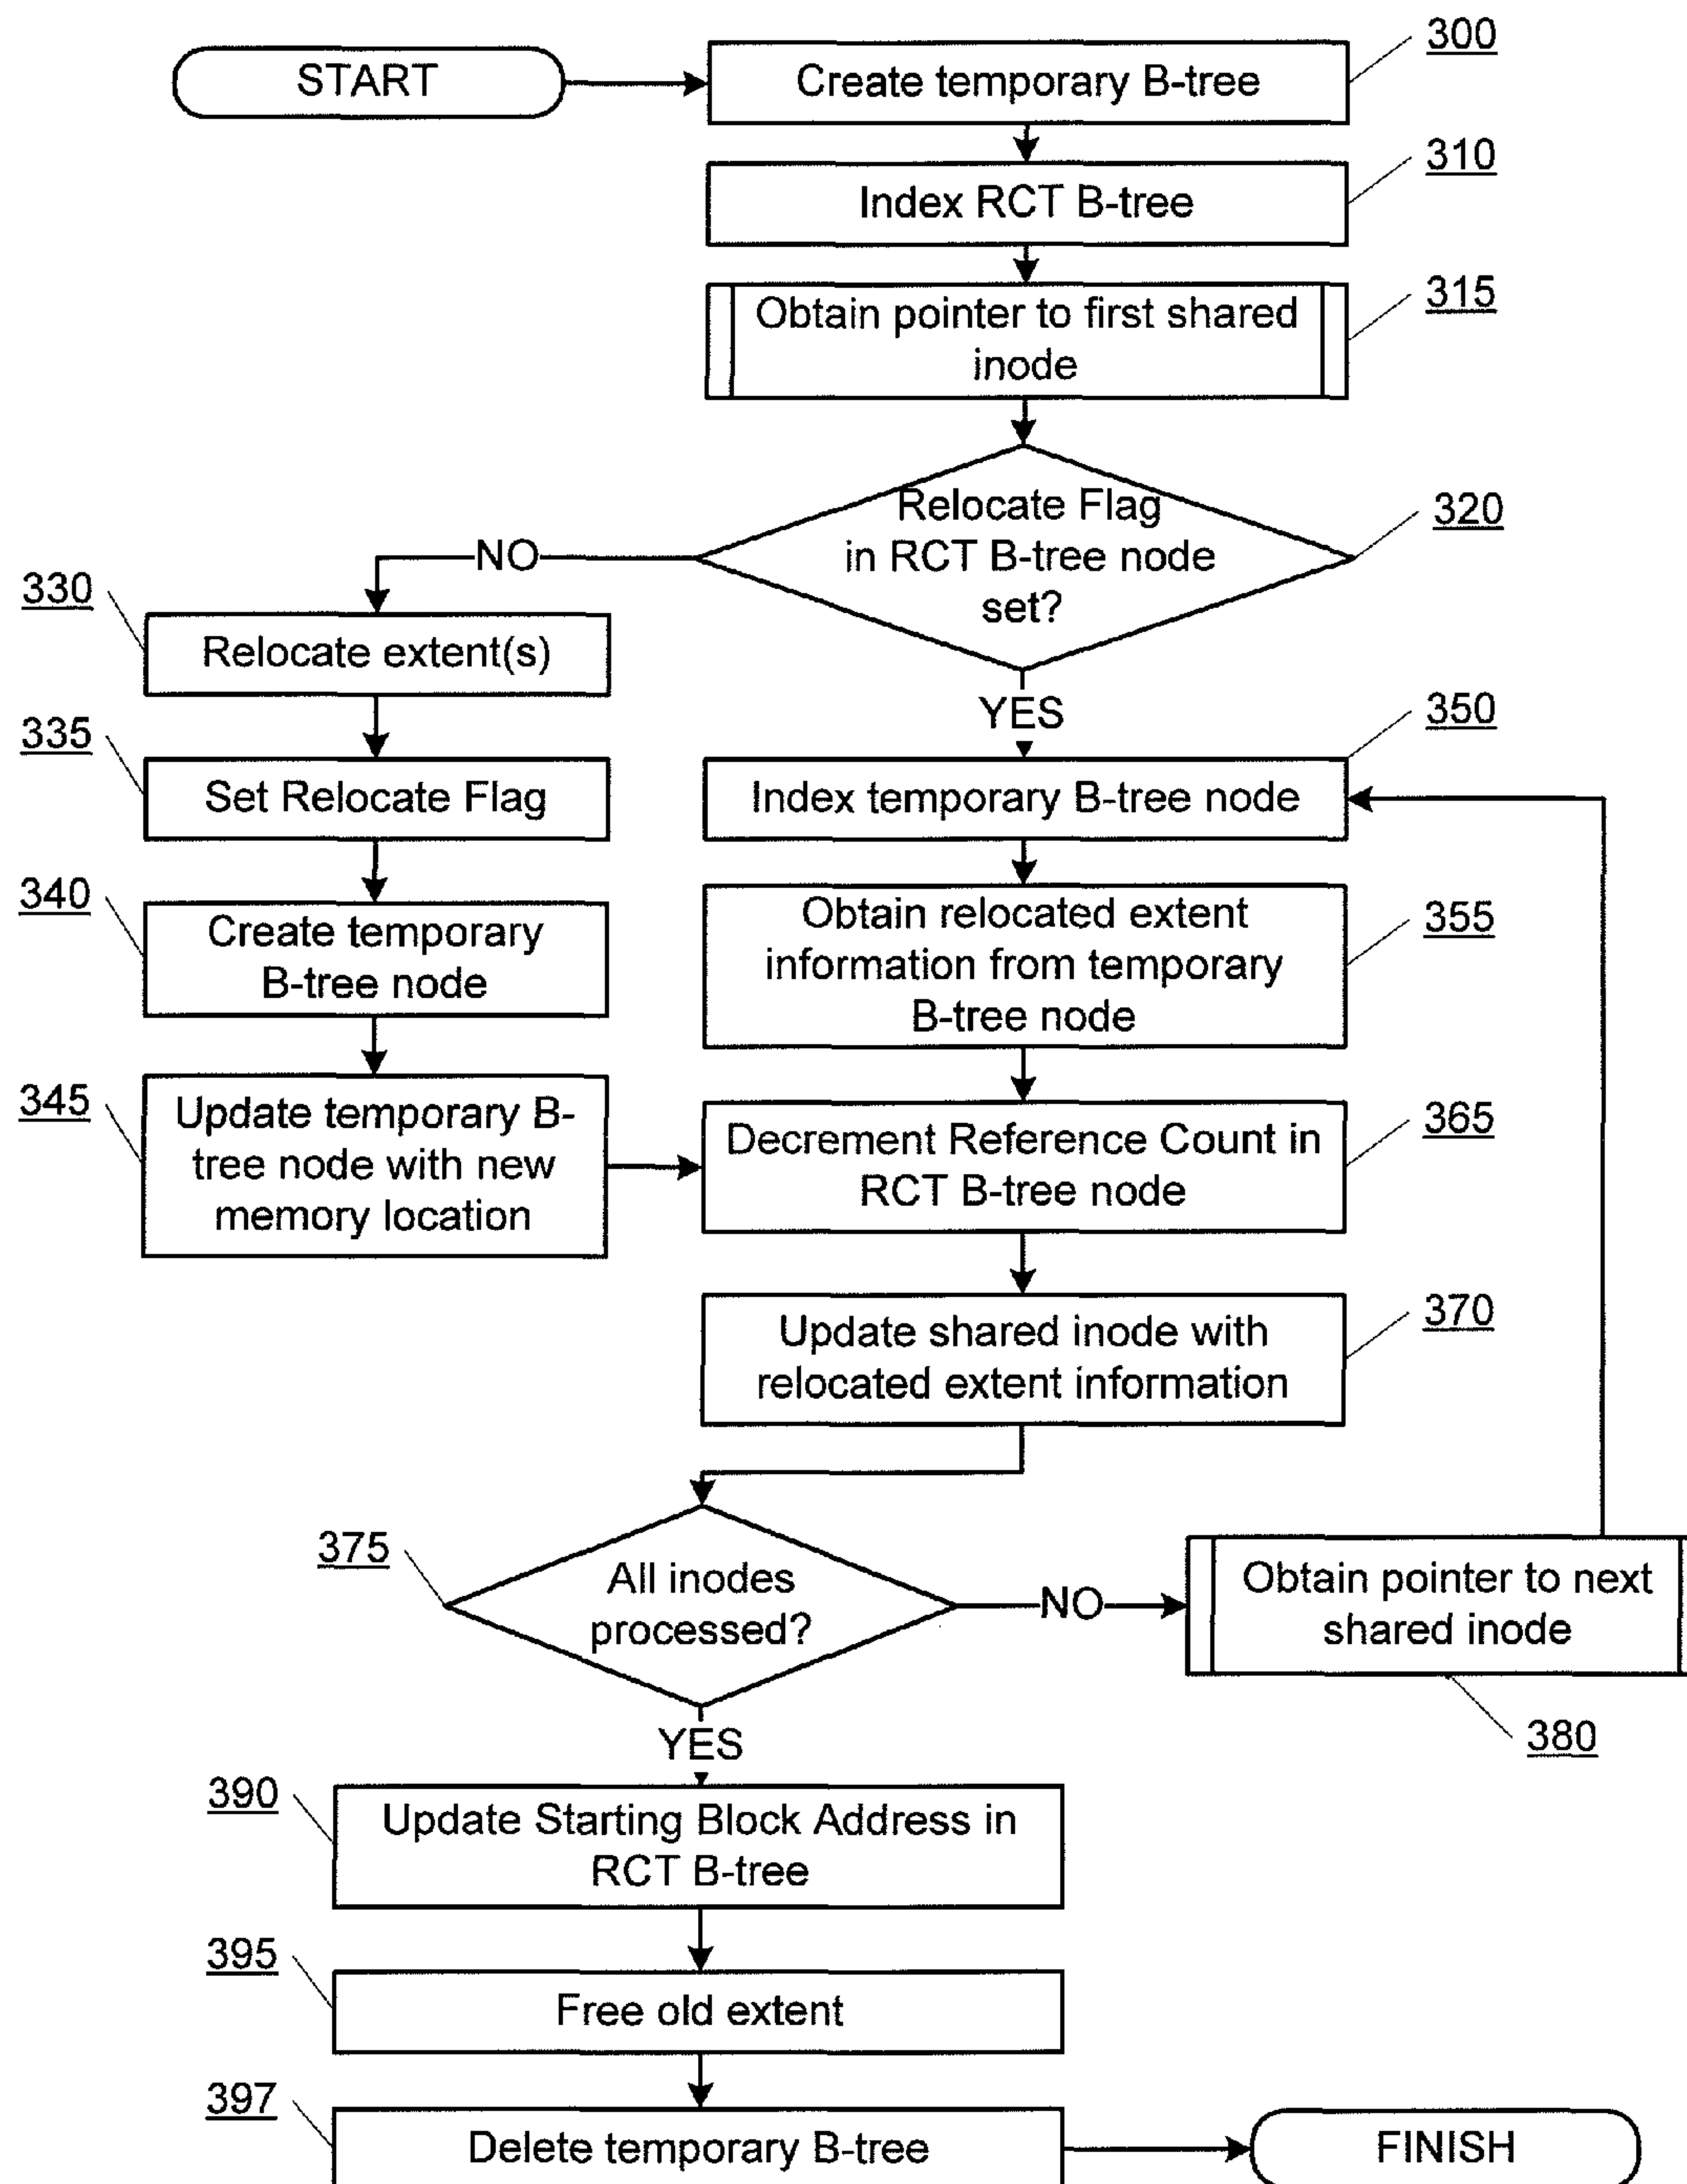 START
Create temporary B-tree
300
Index RCT B-tree
310
Obtain pointer to first shared
inode
315
Relocate Flag
in RCT B-tree node
set?
320
NO
YES
330
Relocate extent(s)
335
Set Relocate Flag
340
Create temporary
B-tree node
345
Update temporary B-
tree node with new
memory location
350
Index temporary B-tree node
355
Obtain relocated extent
information from temporary
B-tree node
365
Decrement Reference Count in
RCT B-tree node
370
Update shared inode with
relocated extent information
375
All inodes
processed?
NO
Obtain pointer to next
shared inode
380
YES
390
Update Starting Block Address in
RCT B-tree
395
Free old extent
397
Delete temporary B-tree
FINISH